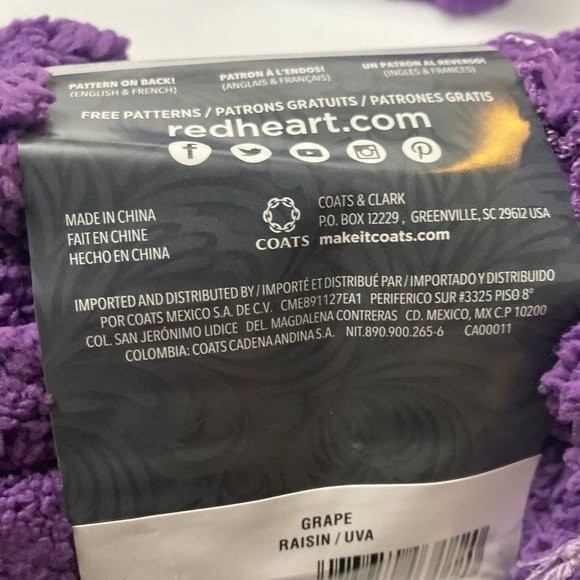 PATTERN ON BACK!
(ENGLISH & FRENCH)
PATRON À L'ENDOS!
(ANGLAIS & FRANÇAIS)
UN PATRON AL REVERSO!
(INGLES & FRANCES)
FREE PATTERNS / PATRONS GRATUITS / PATRONES GRATIS
redheart.com
MADE IN CHINA
FAIT EN CHINE
HECHO EN CHINA
COATS
COATS & CLARK
P.O. BOX 12229 , GREENVILLE, SC 29612 USA
makeitcoats.com
IMPORTED AND DISTRIBUTED BY / IMPORTÉ ET DISTRIBUÉ PAR / IMPORTADO Y DISTRIBUIDO
POR COATS MEXICO S.A. DE C.V. CME891127EA1 PERIFERICO SUR #3325 PISO 8°
COL. SAN JERÓNIMO LIDICE DEL MAGDALENA CONTRERAS CD. MEXICO, MX C.P 10200
COLOMBIA: COATS CADENA ANDINA S.A. NIT.890.900.265-6 CA00011
GRAPE
RAISIN / UVA